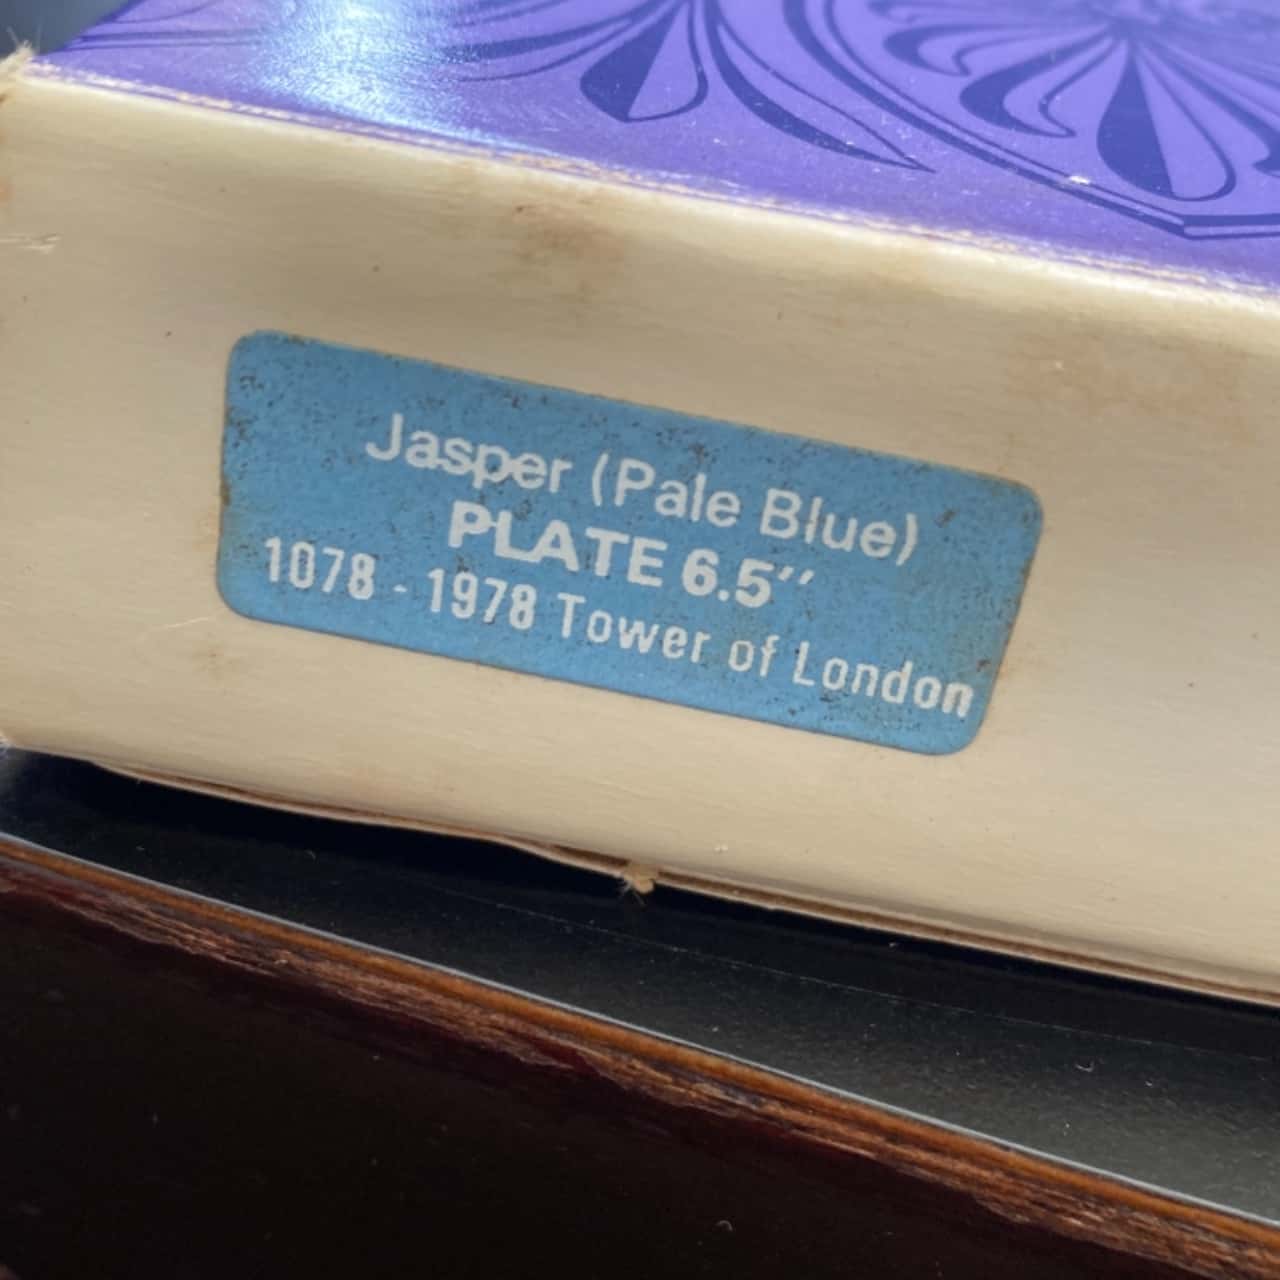 Jasper (Pale Blue)
PLATE 6.5″
1078 - 1978 Tower of London